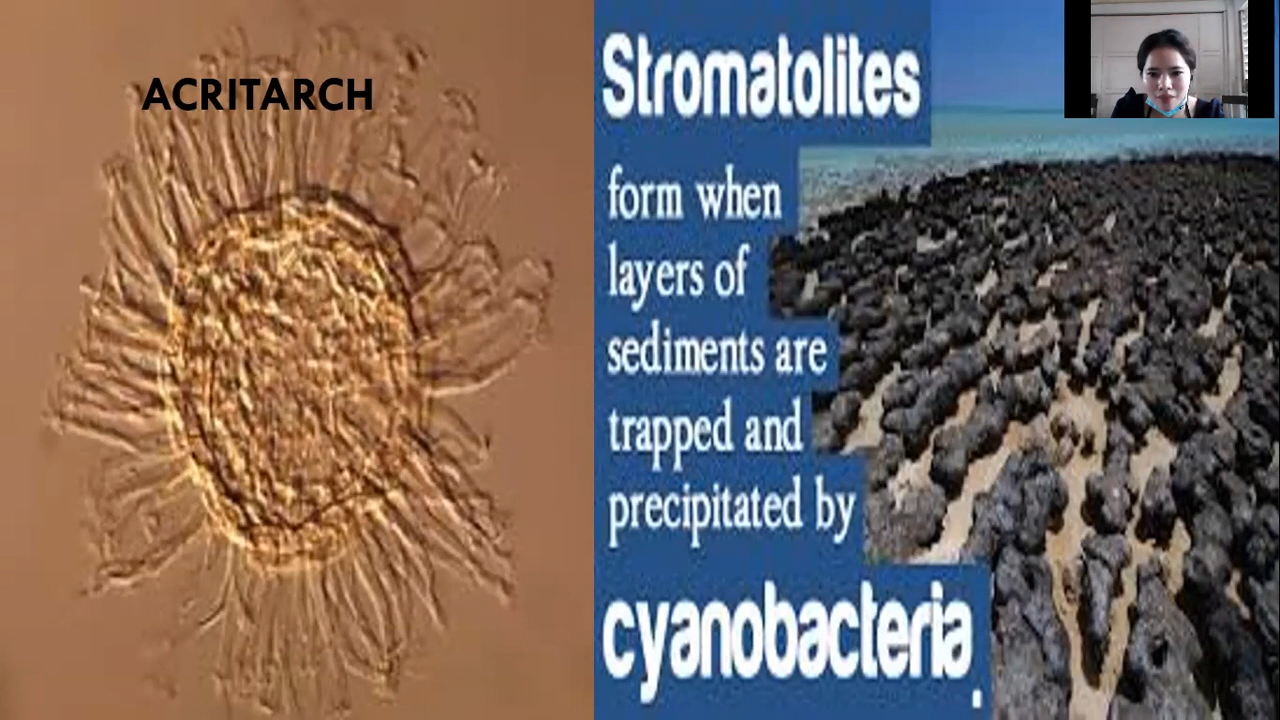 ACRITARCH
Stromatolites
form when
layers of
sediments are
trapped and
precipitated by
cyanobacteria.